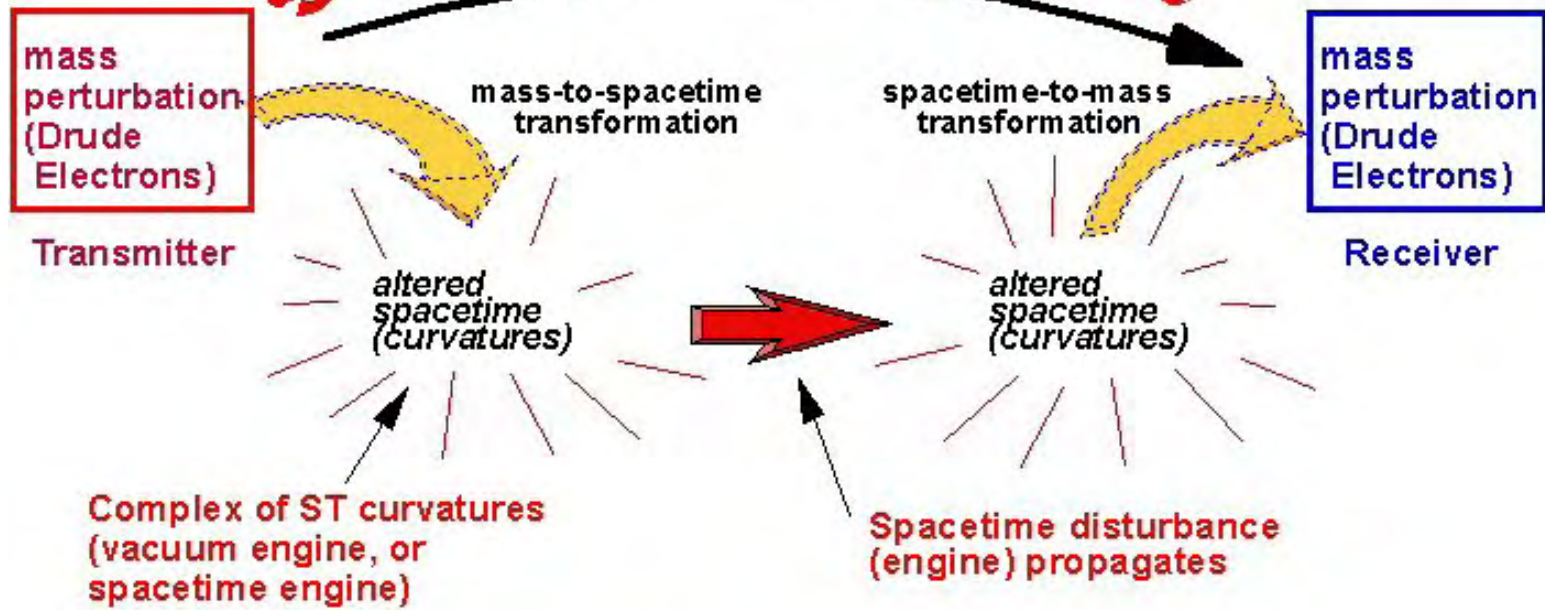 mass
perturbation
(Drude
Electrons)
Transmitter
mass-to-spacetime
transformation
spacetime-to-mass
transformation
mass
perturbation
(Drude
Electrons)
Receiver
altered
spacetime
(curvatures)
altered
spacetime
(curvatures)
Complex of ST curvatures
(vacuum engine, or
spacetime engine)
Spacetime disturbance
(engine) propagates